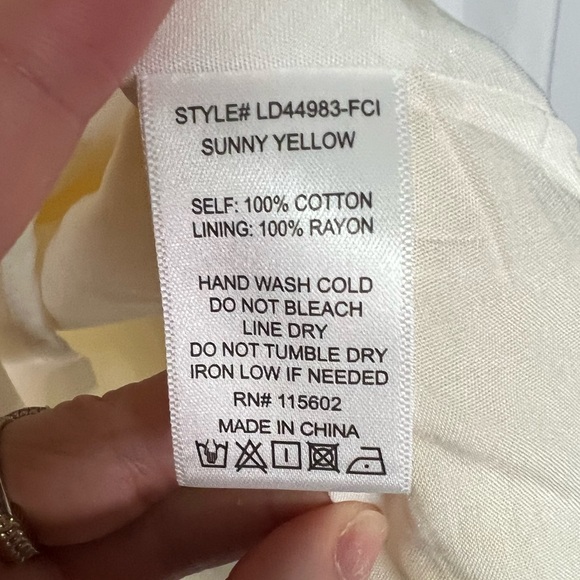 STYLE# LD44983-FCI
SUNNY YELLOW
SELF: 100% COTTON
LINING: 100% RAYON
HAND WASH COLD
DO NOT BLEACH
LINE DRY
DO NOT TUMBLE DRY
IRON LOW IF NEEDED
RN# 115602
MADE IN CHINA